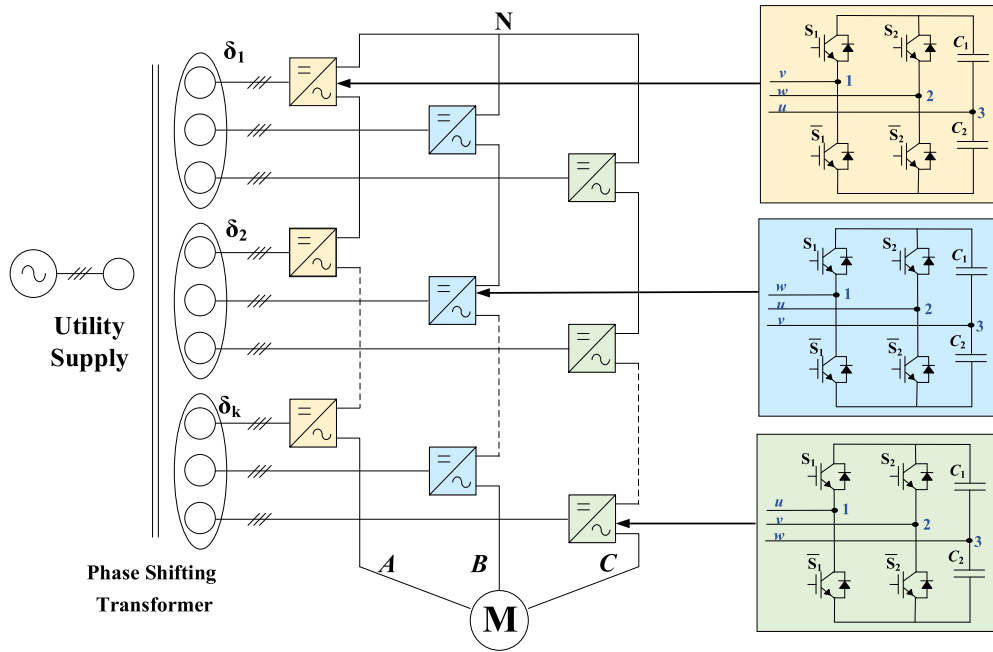 N
δ1
δ2
δk
Utility
Supply
Phase Shifting
Transformer
A
B
C
M
S1
S2
C1
v
1
w
2
u
3
S̅1
S̅2
C2
S1
S2
C1
w
1
u
2
v
3
S̅1
S̅2
C2
S1
S2
C1
u
1
v
2
w
3
S̅1
S̅2
C2